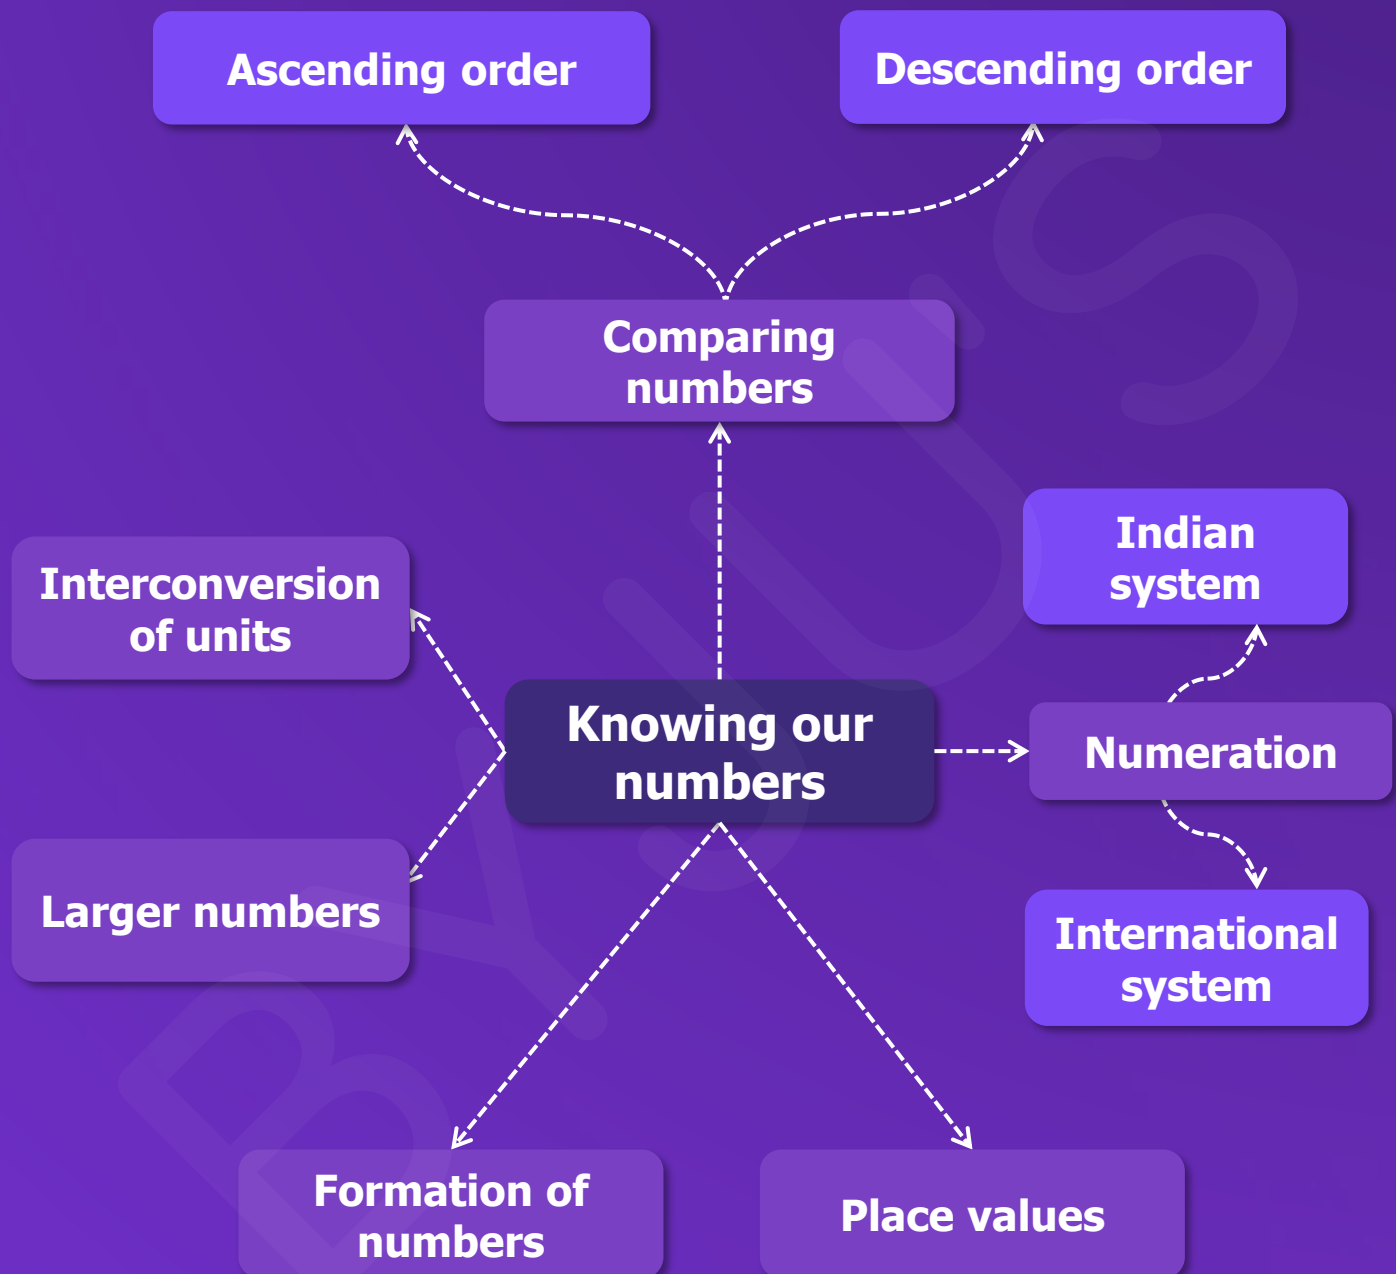 Ascending order
Descending order
Comparing
numbers
Indian
system
Interconversion
of units
Knowing our
numbers
Numeration
Larger numbers
International
system
Formation of
numbers
Place values
BYJU'S